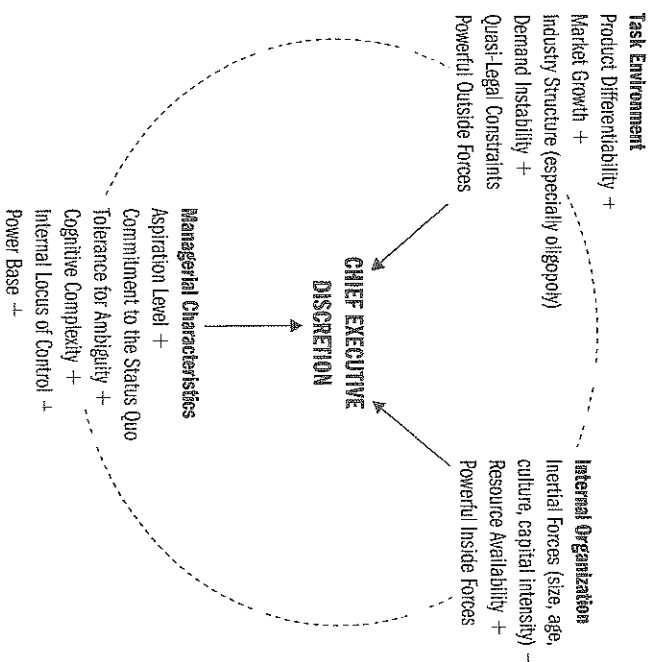 Task Environment
Product Differentiability +
Market Growth +
Industry Structure (especially oligopoly)
Demand Instability +
Quasi-Legal Constraints
Powerful Outside Forces
Internal Organization
Inertial Forces (size, age,
culture, capital intensity) –
Resource Availability +
Powerful Inside Forces
CHIEF EXECUTIVE
DISCRETION
Managerial Characteristics
Aspiration Level +
Commitment to the Status Quo
Tolerance for Ambiguity +
Cognitive Complexity +
Internal Locus of Control +
Power Base +